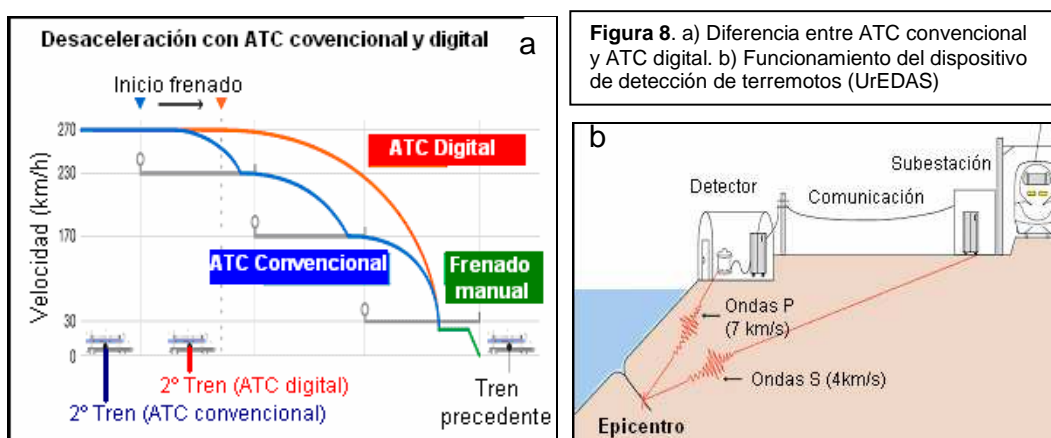 Desaceleración con ATC covencional y digital
a
Inicio frenado
270
230
170
30
0
Velocidad (km/h)
ATC Digital
ATC Convencional
Frenado
manual
2º Tren (ATC digital)
2º Tren (ATC convencional)
Tren
precedente
Figura 8. a) Diferencia entre ATC convencional
y ATC digital. b) Funcionamiento del dispositivo
de detección de terremotos (UrEDAS)
b
Subestación
Detector
Comunicación
Ondas P
(7 km/s)
Ondas S (4km/s)
Epicentro